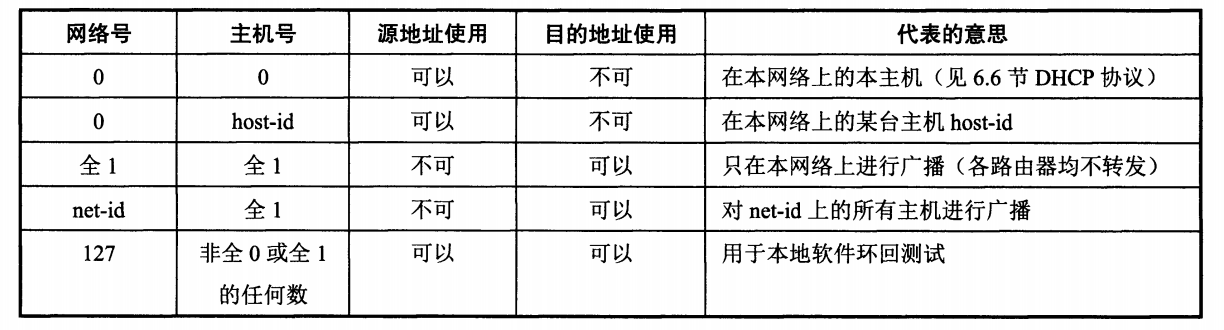 网络号 主机号 源地址使用 目的地址使用 代表的意思
0 0 可以 不可 在本网络上的本主机（见 6.6 节 DHCP 协议）
0 host-id 可以 不可 在本网络上的某台主机 host-id
全 1 全 1 不可 可以 只在本网络上进行广播（各路由器均不转发）
net-id 全 1 不可 可以 对 net-id 上的所有主机进行广播
127 非全 0 或全 1 可以 可以 用于本地软件环回测试
的任何数